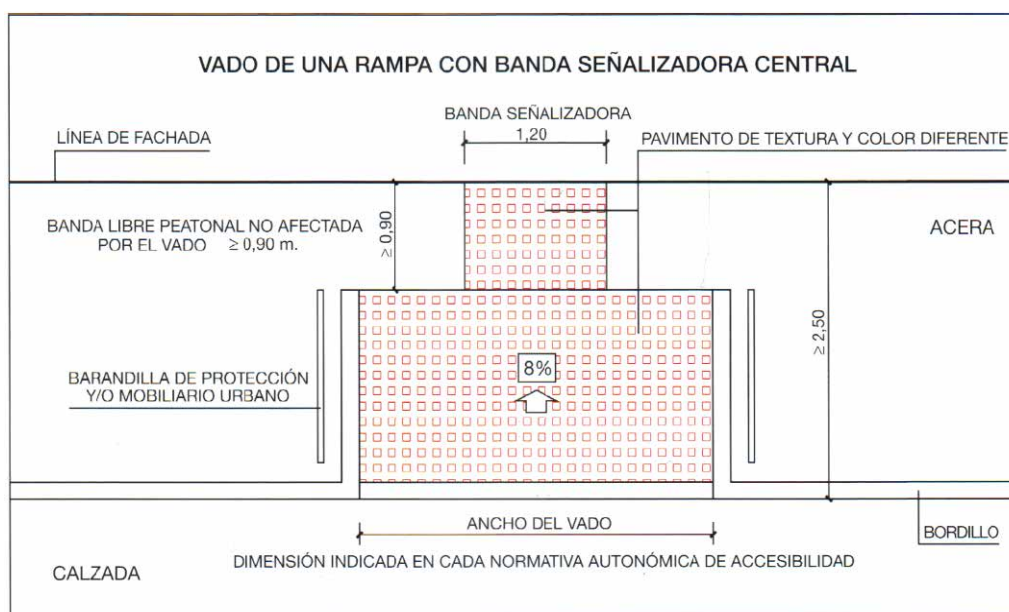 VADO DE UNA RAMPA CON BANDA SEÑALIZADORA CENTRAL
BANDA SEÑALIZADORA
1,20
LÍNEA DE FACHADA
PAVIMENTO DE TEXTURA Y COLOR DIFERENTE
BANDA LIBRE PEATONAL NO AFECTADA
POR EL VADO ≥ 0,90 m.
≥ 0,90
ACERA
≥ 2,50
8%
BARANDILLA DE PROTECCIÓN
Y/O MOBILIARIO URBANO
ANCHO DEL VADO
BORDILLO
DIMENSIÓN INDICADA EN CADA NORMATIVA AUTONÓMICA DE ACCESIBILIDAD
CALZADA